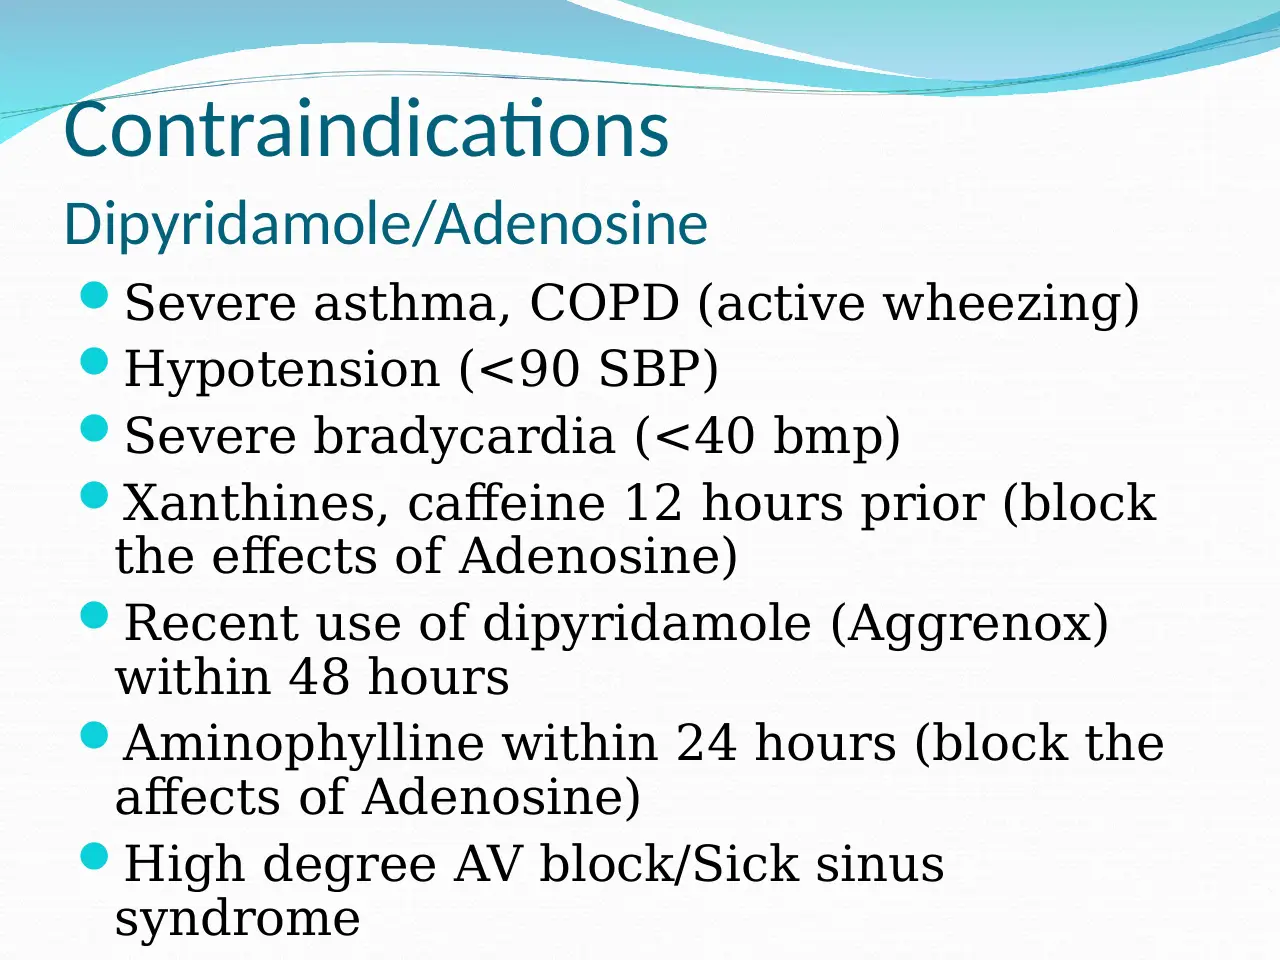 Contraindications
Dipyridamole/Adenosine
Severe asthma, COPD (active wheezing)
Hypotension (<90 SBP)
Severe bradycardia (<40 bmp)
Xanthines, caffeine 12 hours prior (block
the effects of Adenosine)
Recent use of dipyridamole (Aggrenox)
within 48 hours
Aminophylline within 24 hours (block the
affects of Adenosine)
High degree AV block/Sick sinus
syndrome